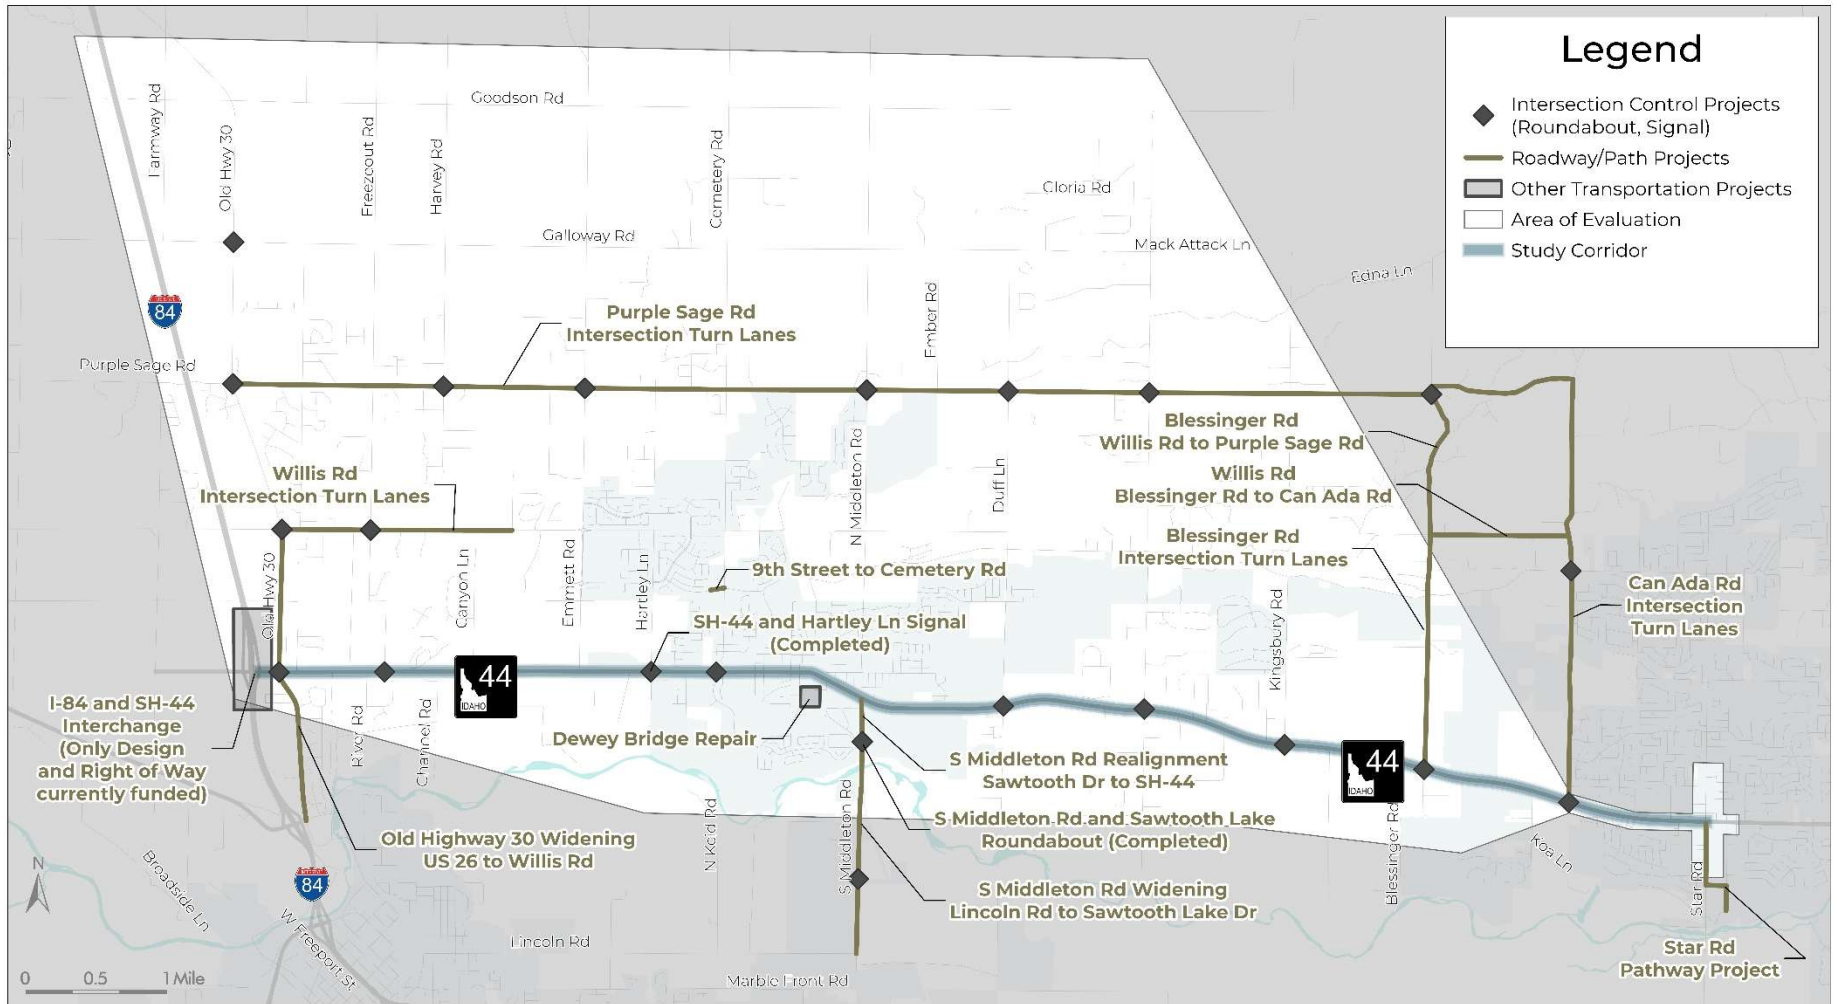 Legend
Intersection Control Projects
(Roundabout, Signal)
Roadway/Path Projects
Other Transportation Projects
Area of Evaluation
Study Corridor
Farmway Rd
Old Hwy 30
Freezeout Rd
Harvey Rd
Goodson Rd
Cemetery Rd
Gloria Rd
Galloway Rd
Mack Attack Ln
Edna Ln
84
Purple Sage Rd
Intersection Turn Lanes
Ember Rd
Purple Sage Rd
Blessinger Rd
Willis Rd to Purple Sage Rd
Willis Rd
Blessinger Rd to Can Ada Rd
Willis Rd
Intersection Turn Lanes
N Middleton Rd
Duff Ln
Blessinger Rd
Intersection Turn Lanes
Old Hwy 30
Canyon Ln
Emmett Rd
Hartley Ln
9th Street to Cemetery Rd
Can Ada Rd
Intersection
Turn Lanes
SH-44 and Hartley Ln Signal
(Completed)
Kingsbury Rd
44
IDAHO
I-84 and SH-44
Interchange
(Only Design
and Right of Way
currently funded)
River Rd
Channel Rd
Dewey Bridge Repair
S Middleton Rd Realignment
Sawtooth Dr to SH-44
44
IDAHO
Old Highway 30 Widening
US 26 to Willis Rd
N Kcid Rd
S Middleton Rd
S Middleton Rd and Sawtooth Lake
Roundabout (Completed)
Blessinger Rd
Koa Ln
N
Broadside Ln
84
W Freeport St
S Middleton Rd Widening
Lincoln Rd to Sawtooth Lake Dr
Star Rd
Lincoln Rd
Marble Front Rd
Star Rd
Pathway Project
0 0.5 1 Mile